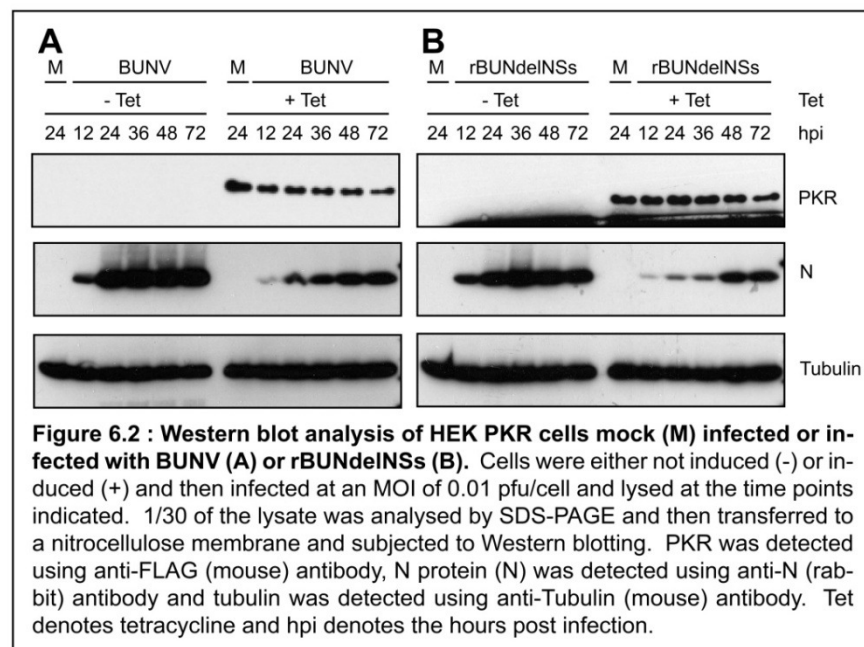 A B
M BUNV M BUNV M rBUNdelNSs M rBUNdelNSs
- Tet + Tet - Tet + Tet Tet
24 12 24 36 48 72 24 12 24 36 48 72 24 12 24 36 48 72 24 12 24 36 48 72 hpi
PKR
N
Tubulin
Figure 6.2 : Western blot analysis of HEK PKR cells mock (M) infected or in-
fected with BUNV (A) or rBUNdelNSs (B). Cells were either not induced (-) or in-
duced (+) and then infected at an MOI of 0.01 pfu/cell and lysed at the time points
indicated. 1/30 of the lysate was analysed by SDS-PAGE and then transferred to
a nitrocellulose membrane and subjected to Western blotting. PKR was detected
using anti-FLAG (mouse) antibody, N protein (N) was detected using anti-N (rab-
bit) antibody and tubulin was detected using anti-Tubulin (mouse) antibody. Tet
denotes tetracycline and hpi denotes the hours post infection.